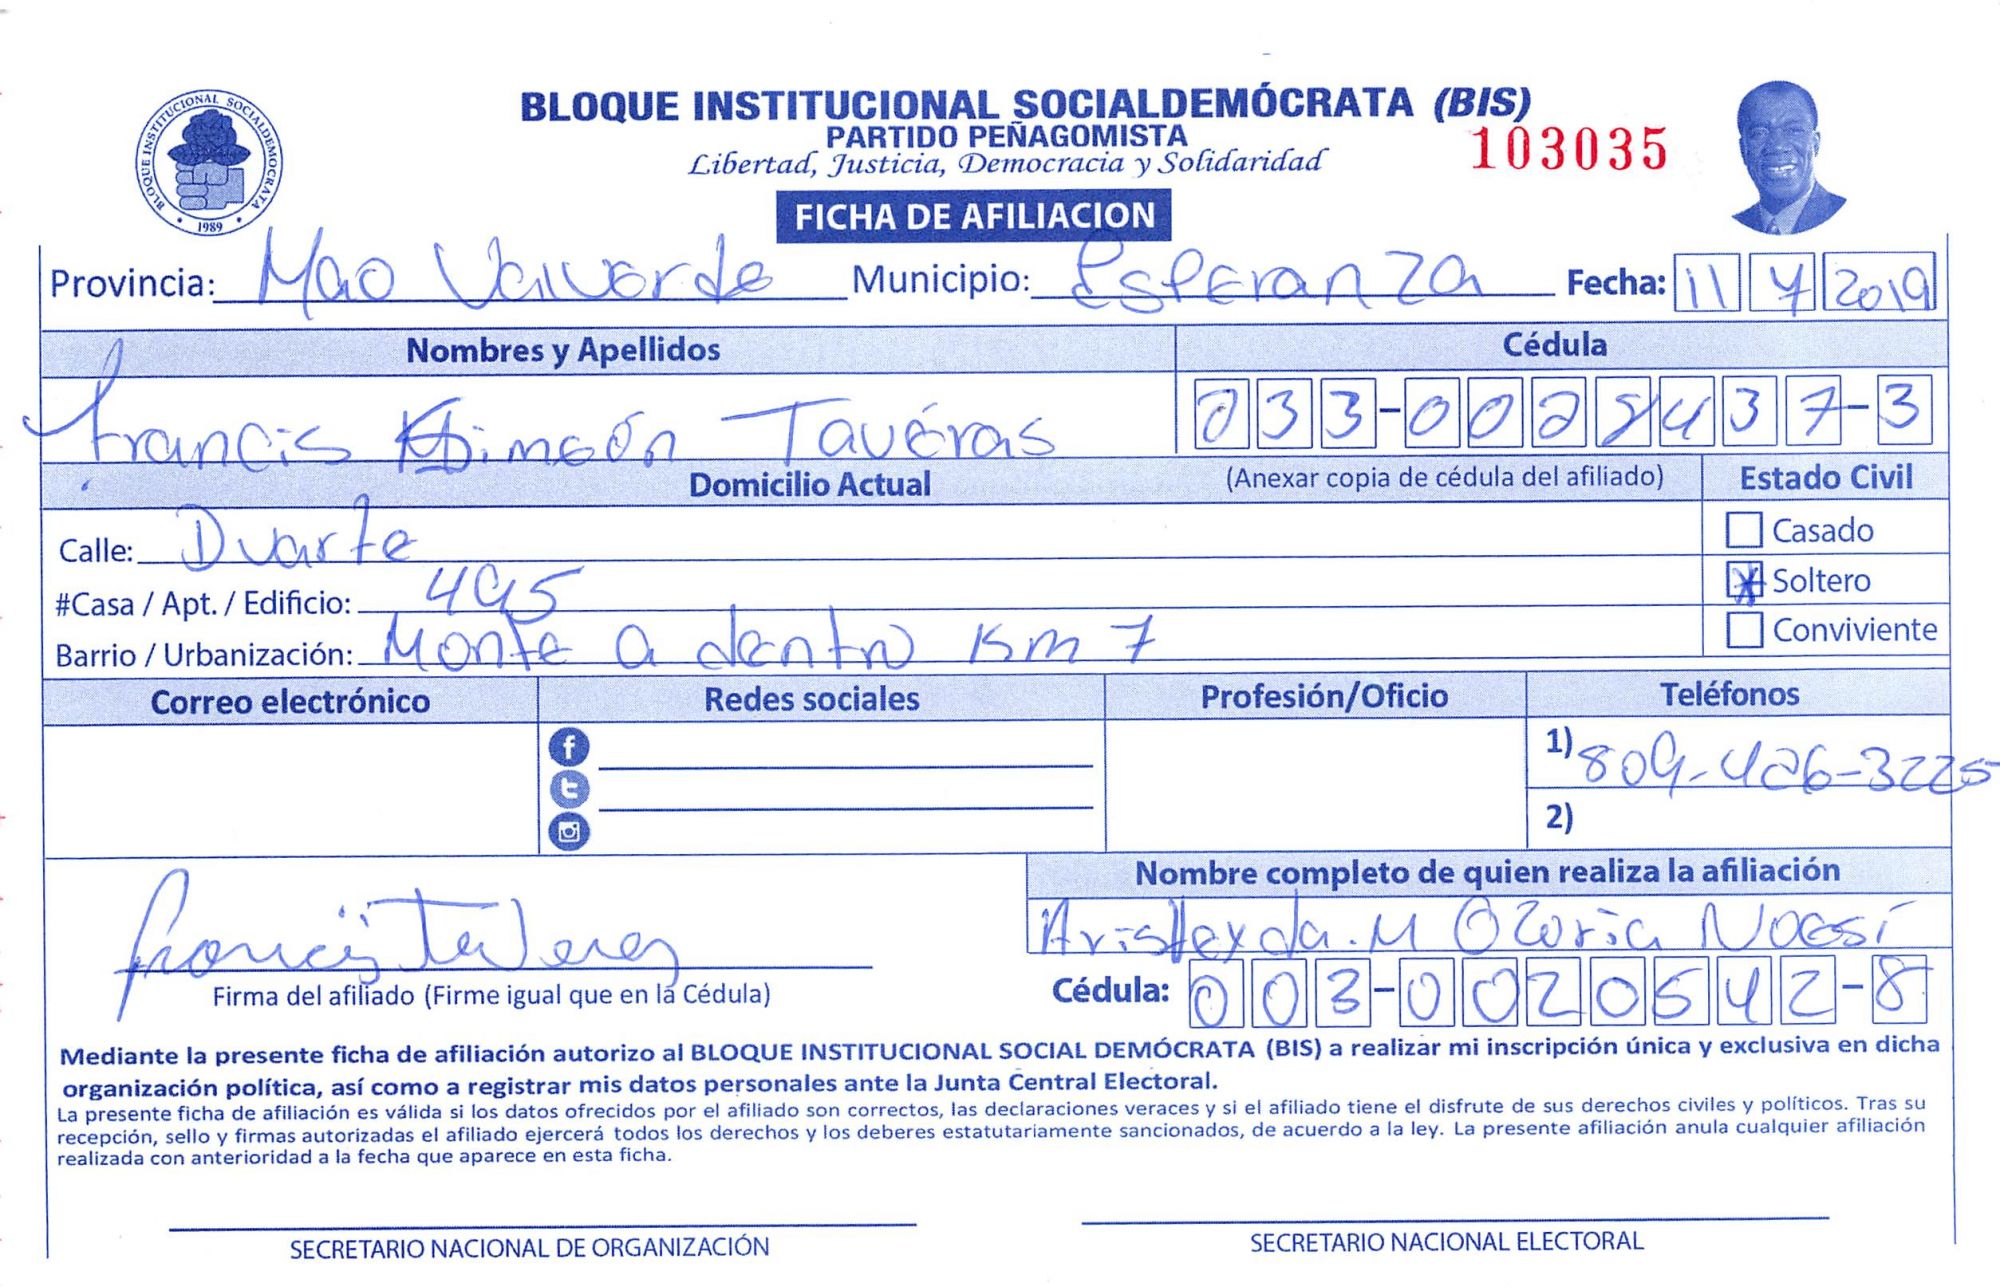 BLOQUE INSTITUCIONAL SOCIALDEMÓCRATA (BIS)
PARTIDO PEÑAGOMISTA
Libertad, Justicia, Democracia y Solidaridad
103035
BLOQUE INSTITUCIONAL SOCIALDEMOCRATA
1989
FICHA DE AFILIACION
Provincia: Mao Valverde Municipio: Esperanza Fecha: 11 4 2019
Nombres y Apellidos Cédula
Francis Simeón Tavéras 033-0028437-3
Domicilio Actual (Anexar copia de cédula del afiliado) Estado Civil
Calle: Duarte Casado
#Casa / Apt. / Edificio: 495 Soltero
Barrio / Urbanización: Monte a dentro Km 7 Conviviente
Correo electrónico Redes sociales Profesión/Oficio Teléfonos
1) 809-426-3225
2)
Nombre completo de quien realiza la afiliación
M Ozoria Noesí
Francis Taveras
Firma del afiliado (Firme igual que en la Cédula) Cédula: 003-0020542-8
Mediante la presente ficha de afiliación autorizo al BLOQUE INSTITUCIONAL SOCIAL DEMÓCRATA (BIS) a realizar mi inscripción única y exclusiva en dicha
organización política, así como a registrar mis datos personales ante la Junta Central Electoral.
La presente ficha de afiliación es válida si los datos ofrecidos por el afiliado son correctos, las declaraciones veraces y si el afiliado tiene el disfrute de sus derechos civiles y políticos. Tras su
recepción, sello y firmas autorizadas el afiliado ejercerá todos los derechos y los deberes estatutariamente sancionados, de acuerdo a la ley. La presente afiliación anula cualquier afiliación
realizada con anterioridad a la fecha que aparece en esta ficha.
SECRETARIO NACIONAL DE ORGANIZACIÓN SECRETARIO NACIONAL ELECTORAL